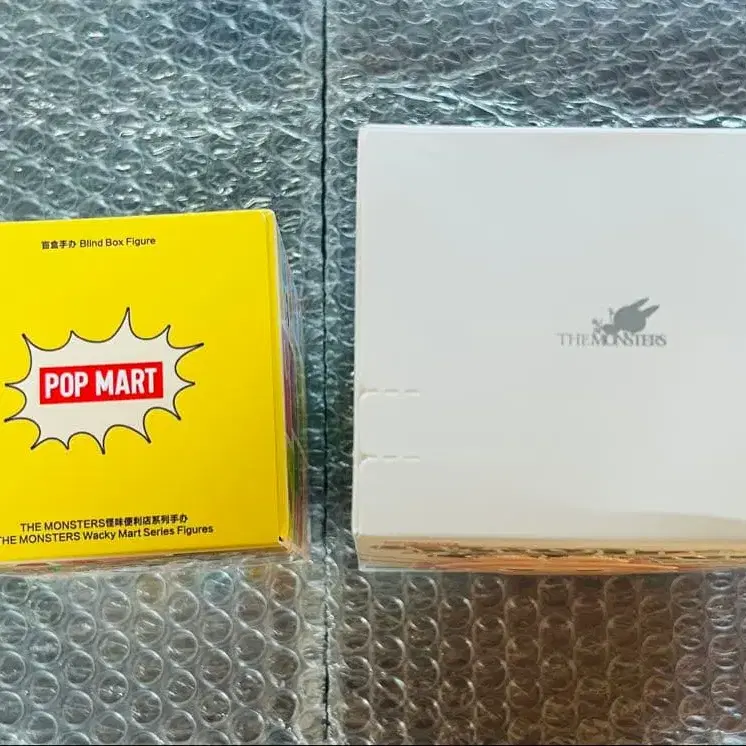 盲盒手办 Blind Box Figure
POP MART
THE MONSTERS怪味便利店系列手办
THE MONSTERS Wacky Mart Series Figures
THE MONSTERS